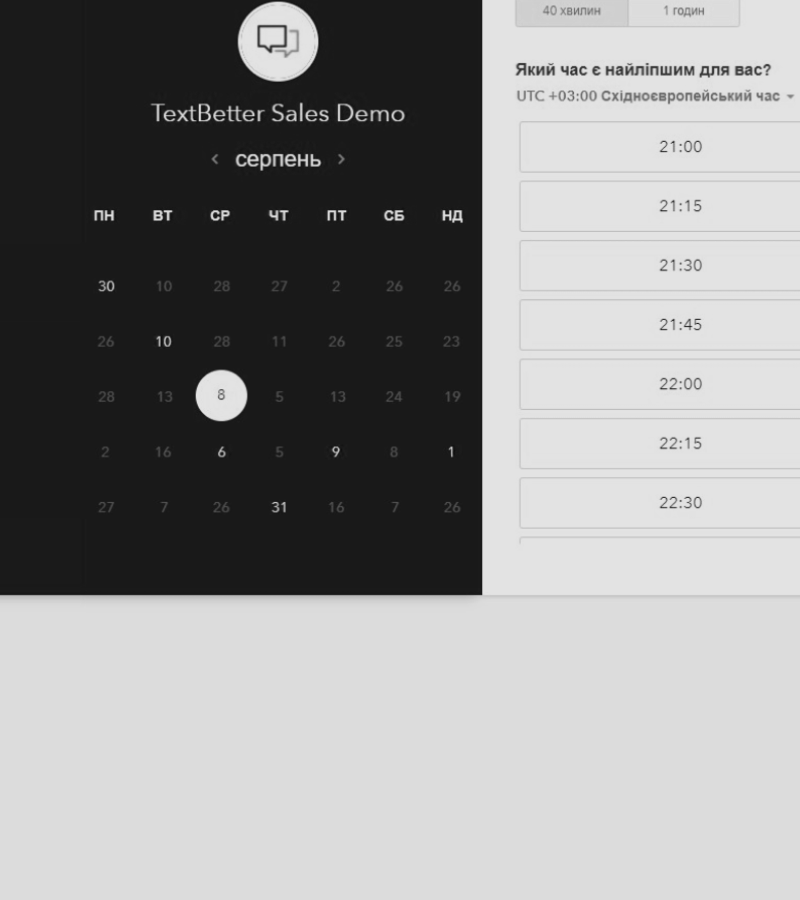 TextBetter Sales Demo
серпень
ПН ВТ СР ЧТ ПТ СБ НД
30 10 28 27 2 26 26
26 10 28 11 26 25 23
28 13 8 5 13 24 19
2 16 6 5 9 8 1
27 7 26 31 16 7 26
40 хвилин 1 годин
Який час є найліпшим для вас?
UTC +03:00 Східноєвропейський час
21:00
21:15
21:30
21:45
22:00
22:15
22:30